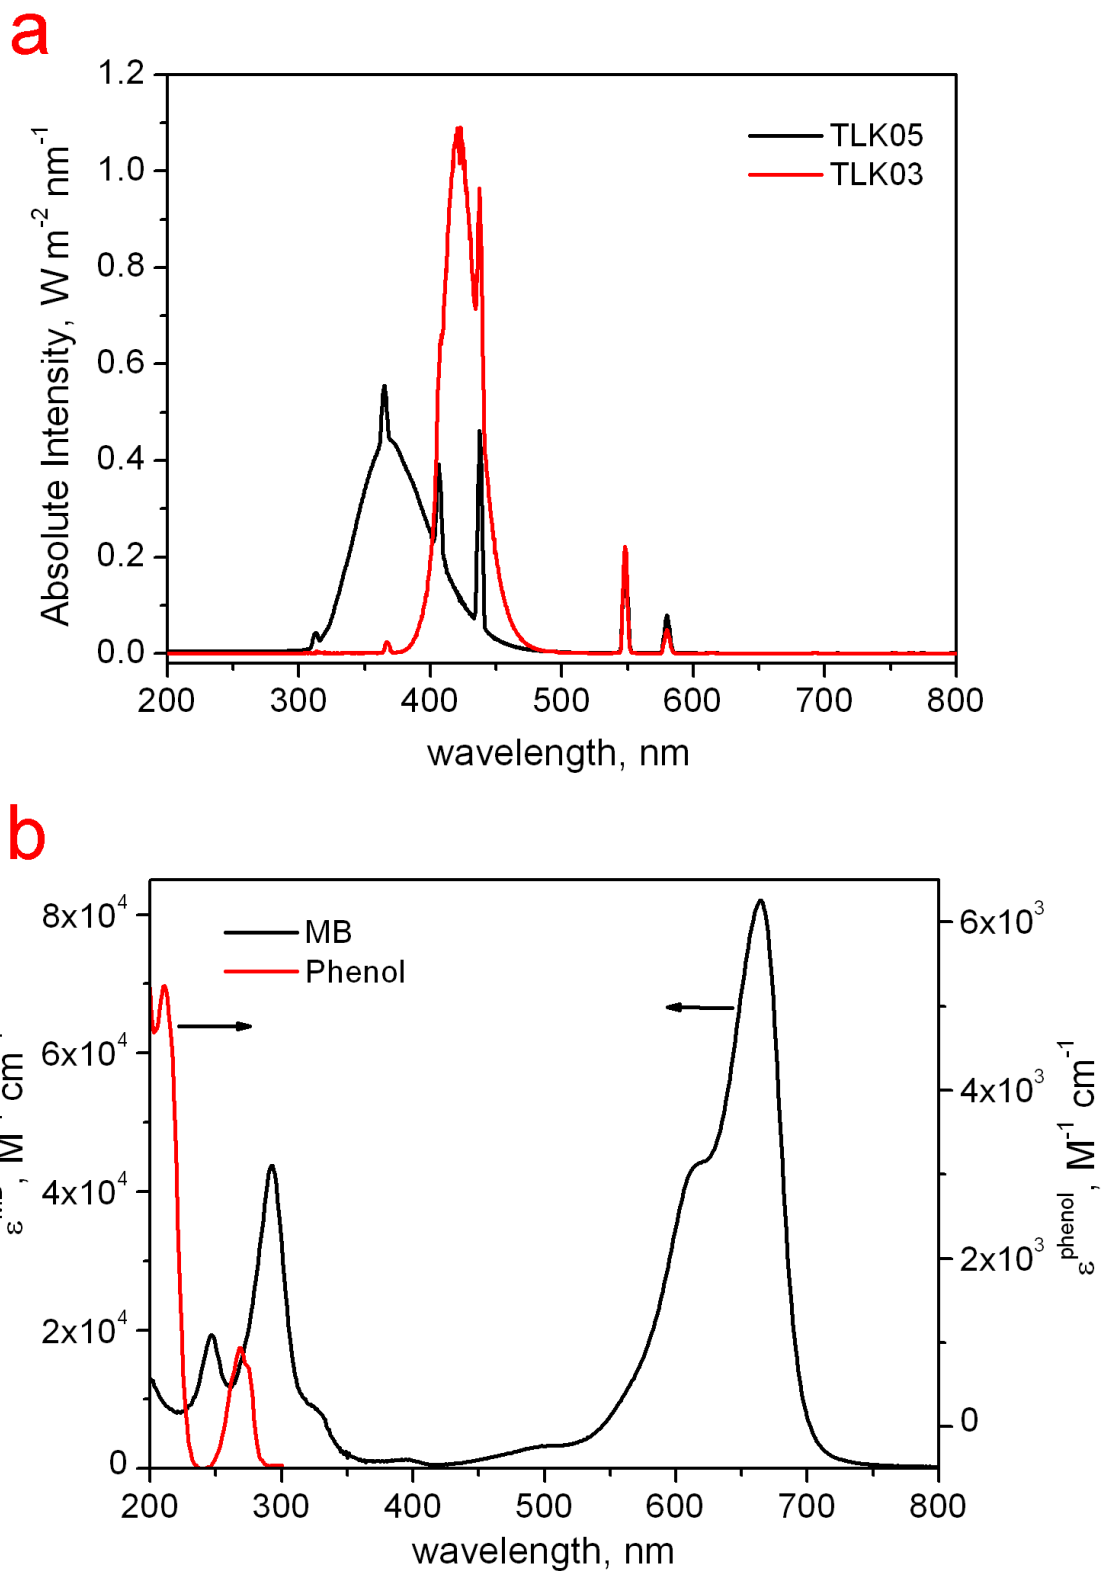 a
1.2
1.0
0.8
0.6
0.4
0.2
0.0
Absolute Intensity, W m⁻² nm⁻¹
TLK05
TLK03
200 300 400 500 600 700 800
wavelength, nm
b
8x10⁴
6x10⁴
4x10⁴
2x10⁴
0
MB
Phenol
6x10³
4x10³
2x10³
0
ε phenol, M⁻¹ cm⁻¹
200 300 400 500 600 700 800
wavelength, nm